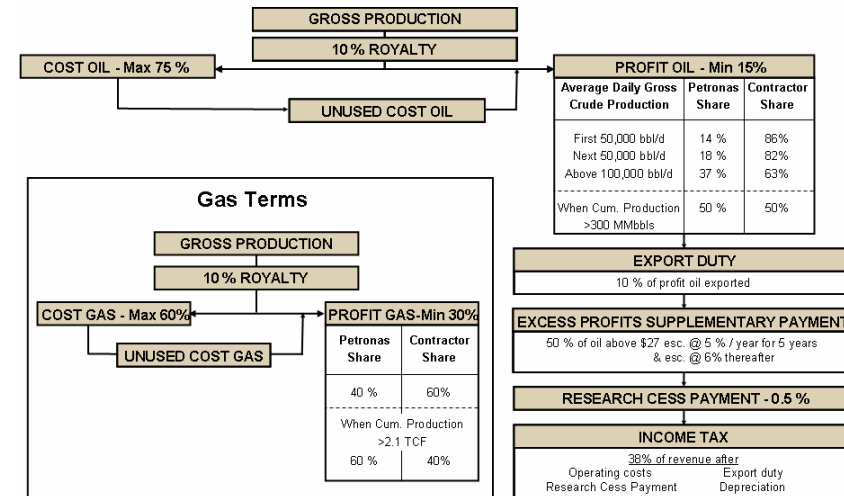 GROSS PRODUCTION
10 % ROYALTY
COST OIL - Max 75 %
UNUSED COST OIL
PROFIT OIL - Min 15%
Average Daily Gross Crude Production
Petronas Share
Contractor Share
First 50,000 bbl/d 14 % 86%
Next 50,000 bbl/d 18 % 82%
Above 100,000 bbl/d 37 % 63%
When Cum. Production 50 % 50%
>300 MMbbls
EXPORT DUTY
10 % of profit oil exported
EXCESS PROFITS SUPPLEMENTARY PAYMENT
50 % of oil above $27 esc. @ 5 % / year for 5 years
& esc. @ 6% thereafter
RESEARCH CESS PAYMENT - 0.5 %
INCOME TAX
38% of revenue after
Operating costs Export duty
Research Cess Payment Depreciation
Gas Terms
GROSS PRODUCTION
10 % ROYALTY
COST GAS - Max 60%
UNUSED COST GAS
PROFIT GAS-Min 30%
Petronas Contractor
Share Share
40 % 60%
When Cum. Production
>2.1 TCF
60 % 40%